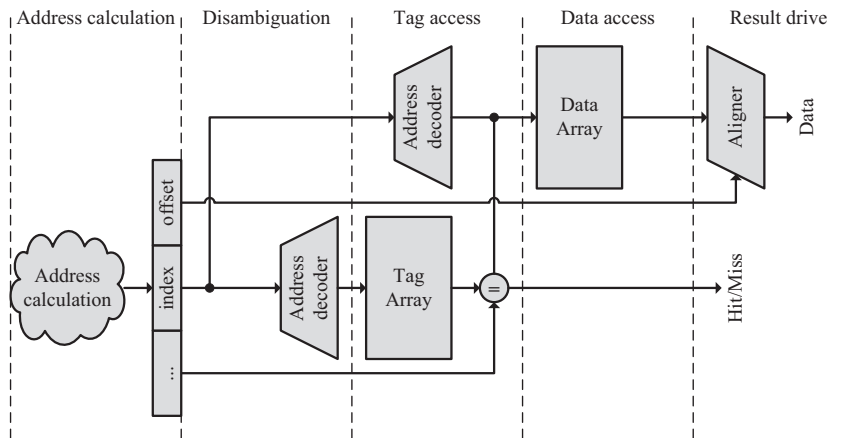 Address calculation
Disambiguation
Tag access
Data access
Result drive
Address
decoder
Data
Array
Aligner
Data
offset
Address
calculation
index
Address
decoder
Tag
Array
=
Hit/Miss
...